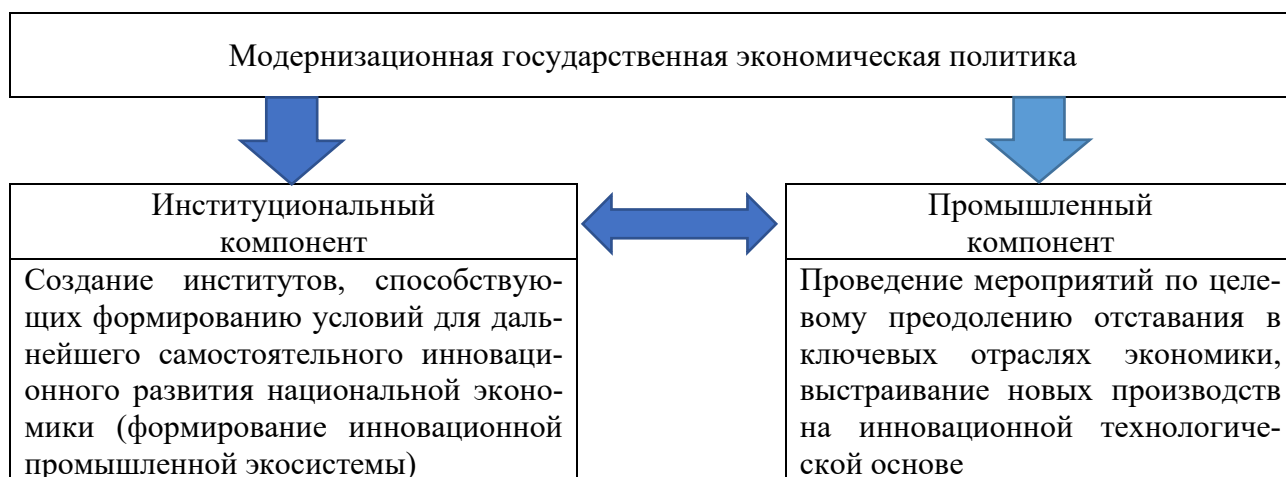 Модернизационная государственная экономическая политика
Институциональный
компонент
Создание институтов, способствую-
щих формированию условий для даль-
нейшего самостоятельного инноваци-
онного развития национальной эконо-
мики (формирование инновационной
промышленной экосистемы)
Промышленный
компонент
Проведение мероприятий по целе-
вому преодолению отставания в
ключевых отраслях экономики,
выстраивание новых производств
на инновационной технологиче-
ской основе